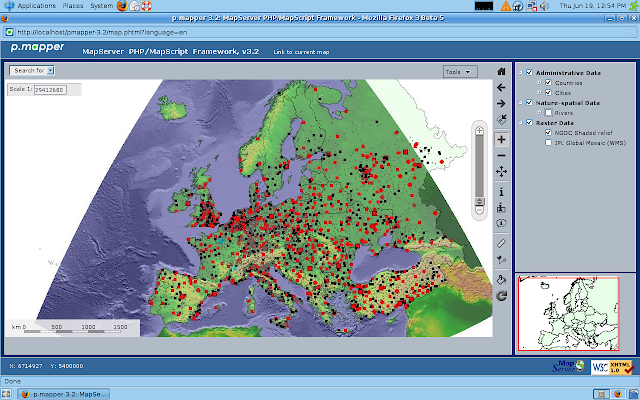 Applications Places System
Thu Jun 19, 12:54 PM
p.mapper 3.2: MapServer PHP/MapScript Framework - Mozilla Firefox 3 Beta 5
http://localhost/pmapper-3.2/map.phtml?language=en
p.mapper
MapServer PHP/MapScript Framework, v3.2
Link to current map
Search for
Tools
Scale 1: 29412680
Administrative Data
Countries
Cities
Nature-spatial Data
Rivers
Raster Data
NGDC Shaded relief
IPL Global Mosaic (WMS)
km 0 500 1000 1500
X: 6714927 Y: 5400000
Map Server
W3C XHTML 1.0
Done
p.mapper 3.2: MapSe...